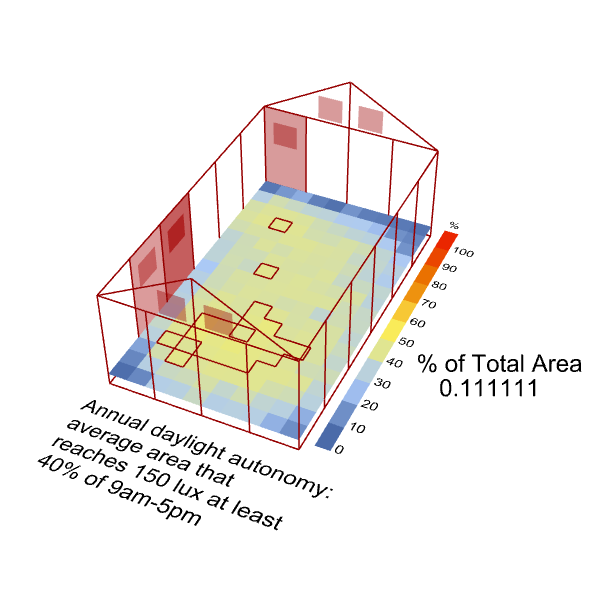 %
100
90
80
70
60
50
40
30
20
10
0
% of Total Area
0.111111
Annual daylight autonomy:
average area that
reaches 150 lux at least
40% of 9am-5pm